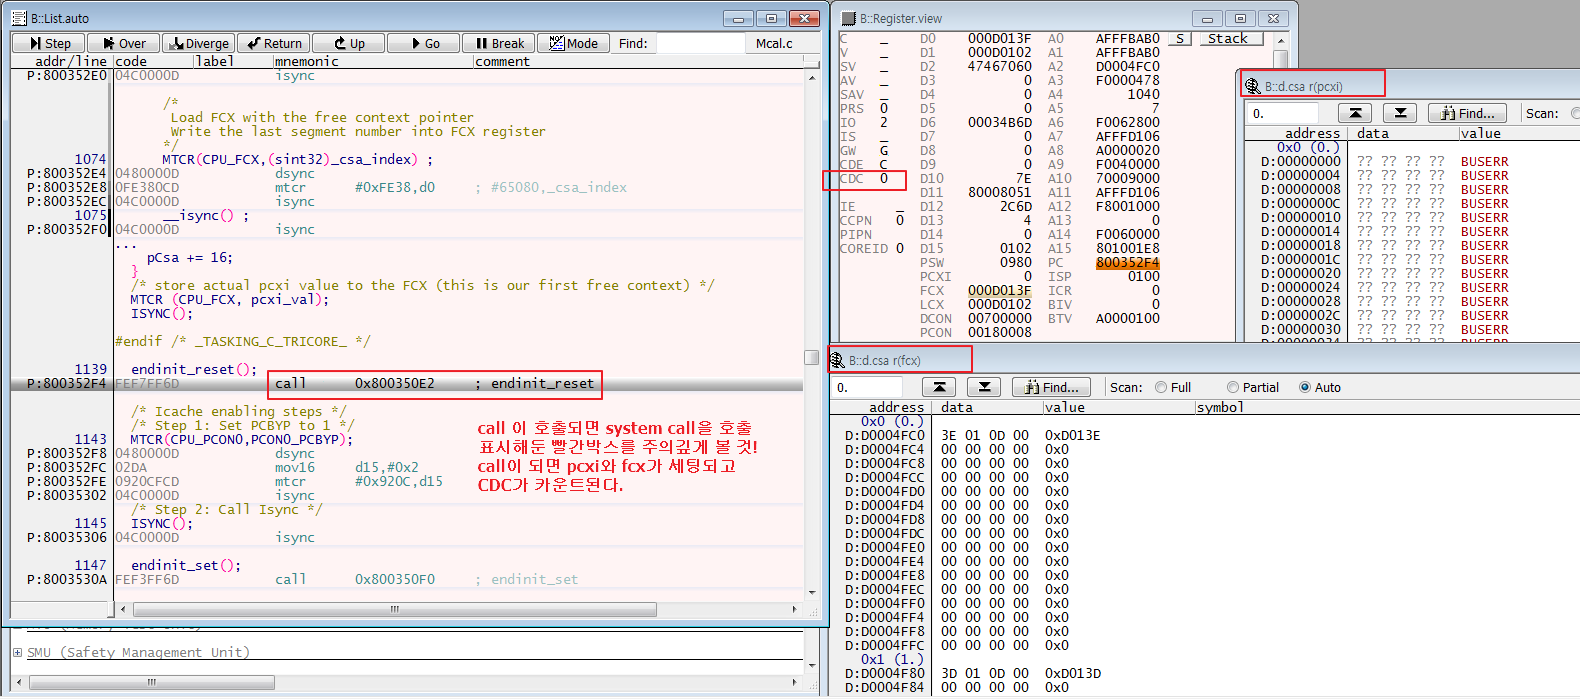 B::List.auto
Step Over Diverge Return Up Go Break Mode Find: Mcal.c
addr/line code label mnemonic comment
P:800352E0 04C0000D isync
/*
Load FCX with the free context pointer
Write the last segment number into FCX register
*/
1074 MTCR(CPU_FCX,(sint32)_csa_index) ;
P:800352E4 0480000D dsync
P:800352E8 0FE380CD mtcr #0xFE38,d0 ; #65080,_csa_index
P:800352EC 04C0000D isync
1075 __isync() ;
P:800352F0 04C0000D isync
...
pCsa += 16;
}
/* store actual pcxi value to the FCX (this is our first free context) */
MTCR (CPU_FCX, pcxi_val);
ISYNC();
#endif /* _TASKING_C_TRICORE_ */
1139 endinit_reset();
P:800352F4 FEF7FF6D call 0x800350E2 ; endinit_reset
/* Icache enabling steps */
/* Step 1: Set PCBYP to 1 */
1143 MTCR(CPU_PCON0,PCON0_PCBYP);
P:800352F8 0480000D dsync
P:800352FC 02DA mov16 d15,#0x2
P:800352FE 0920CFCD mtcr #0x920C,d15
P:80035302 04C0000D isync
/* Step 2: Call Isync */
1145 ISYNC();
P:80035306 04C0000D isync
1147 endinit_set();
P:8003530A FEF3FF6D call 0x800350F0 ; endinit_set
call 이 호출되면 system call을 호출
표시해둔 빨간박스를 주의깊게 볼 것!
call이 되면 pcxi와 fcx가 세팅되고
CDC가 카운트된다.
SMU (Safety Management Unit)
B::Register.view
C _ D0 000D013F A0 AFFFBAB0 S Stack
V _ D1 000D0102 A1 AFFFBAB0
SV _ D2 47467060 A2 D0004FC0
AV _ D3 0 A3 F0000478
SAV _ D4 0 A4 1040
PRS 0 D5 0 A5 7
IO 2 D6 00034B6D A6 F0062800
IS _ D7 0 A7 AFFFD106
GW G D8 0 A8 A0000020
CDE C D9 0 A9 F0040000
CDC 0 D10 7E A10 70009000
D11 80008051 A11 AFFFD106
IE _ D12 2C6D A12 F8001000
CCPN 0 D13 4 A13 0
PIPN D14 0 A14 F0060000
COREID 0 D15 0102 A15 801001E8
PSW 0980 PC 800352F4
PCXI 0 ISP 0100
FCX 000D013F ICR 0
LCX 000D0102 BIV 0
DCON 00700000 BTV A0000100
PCON 00180008
B::d.csa r(pcxi)
0. Find... Scan:
address data value
0x0 (0.)
D:00000000 ?? ?? ?? ?? BUSERR
D:00000004 ?? ?? ?? ?? BUSERR
D:00000008 ?? ?? ?? ?? BUSERR
D:0000000C ?? ?? ?? ?? BUSERR
D:00000010 ?? ?? ?? ?? BUSERR
D:00000014 ?? ?? ?? ?? BUSERR
D:00000018 ?? ?? ?? ?? BUSERR
D:0000001C ?? ?? ?? ?? BUSERR
D:00000020 ?? ?? ?? ?? BUSERR
D:00000024 ?? ?? ?? ?? BUSERR
D:00000028 ?? ?? ?? ?? BUSERR
D:0000002C ?? ?? ?? ?? BUSERR
D:00000030 ?? ?? ?? ?? BUSERR
B::d.csa r(fcx)
0. Find... Scan: Full Partial Auto
address data value symbol
0x0 (0.)
D:D0004FC0 3E 01 0D 00 0xD013E
D:D0004FC4 00 00 00 00 0x0
D:D0004FC8 00 00 00 00 0x0
D:D0004FCC 00 00 00 00 0x0
D:D0004FD0 00 00 00 00 0x0
D:D0004FD4 00 00 00 00 0x0
D:D0004FD8 00 00 00 00 0x0
D:D0004FDC 00 00 00 00 0x0
D:D0004FE0 00 00 00 00 0x0
D:D0004FE4 00 00 00 00 0x0
D:D0004FE8 00 00 00 00 0x0
D:D0004FEC 00 00 00 00 0x0
D:D0004FF0 00 00 00 00 0x0
D:D0004FF4 00 00 00 00 0x0
D:D0004FF8 00 00 00 00 0x0
D:D0004FFC 00 00 00 00 0x0
0x1 (1.)
D:D0004F80 3D 01 0D 00 0xD013D
D:D0004F84 00 00 00 00 0x0